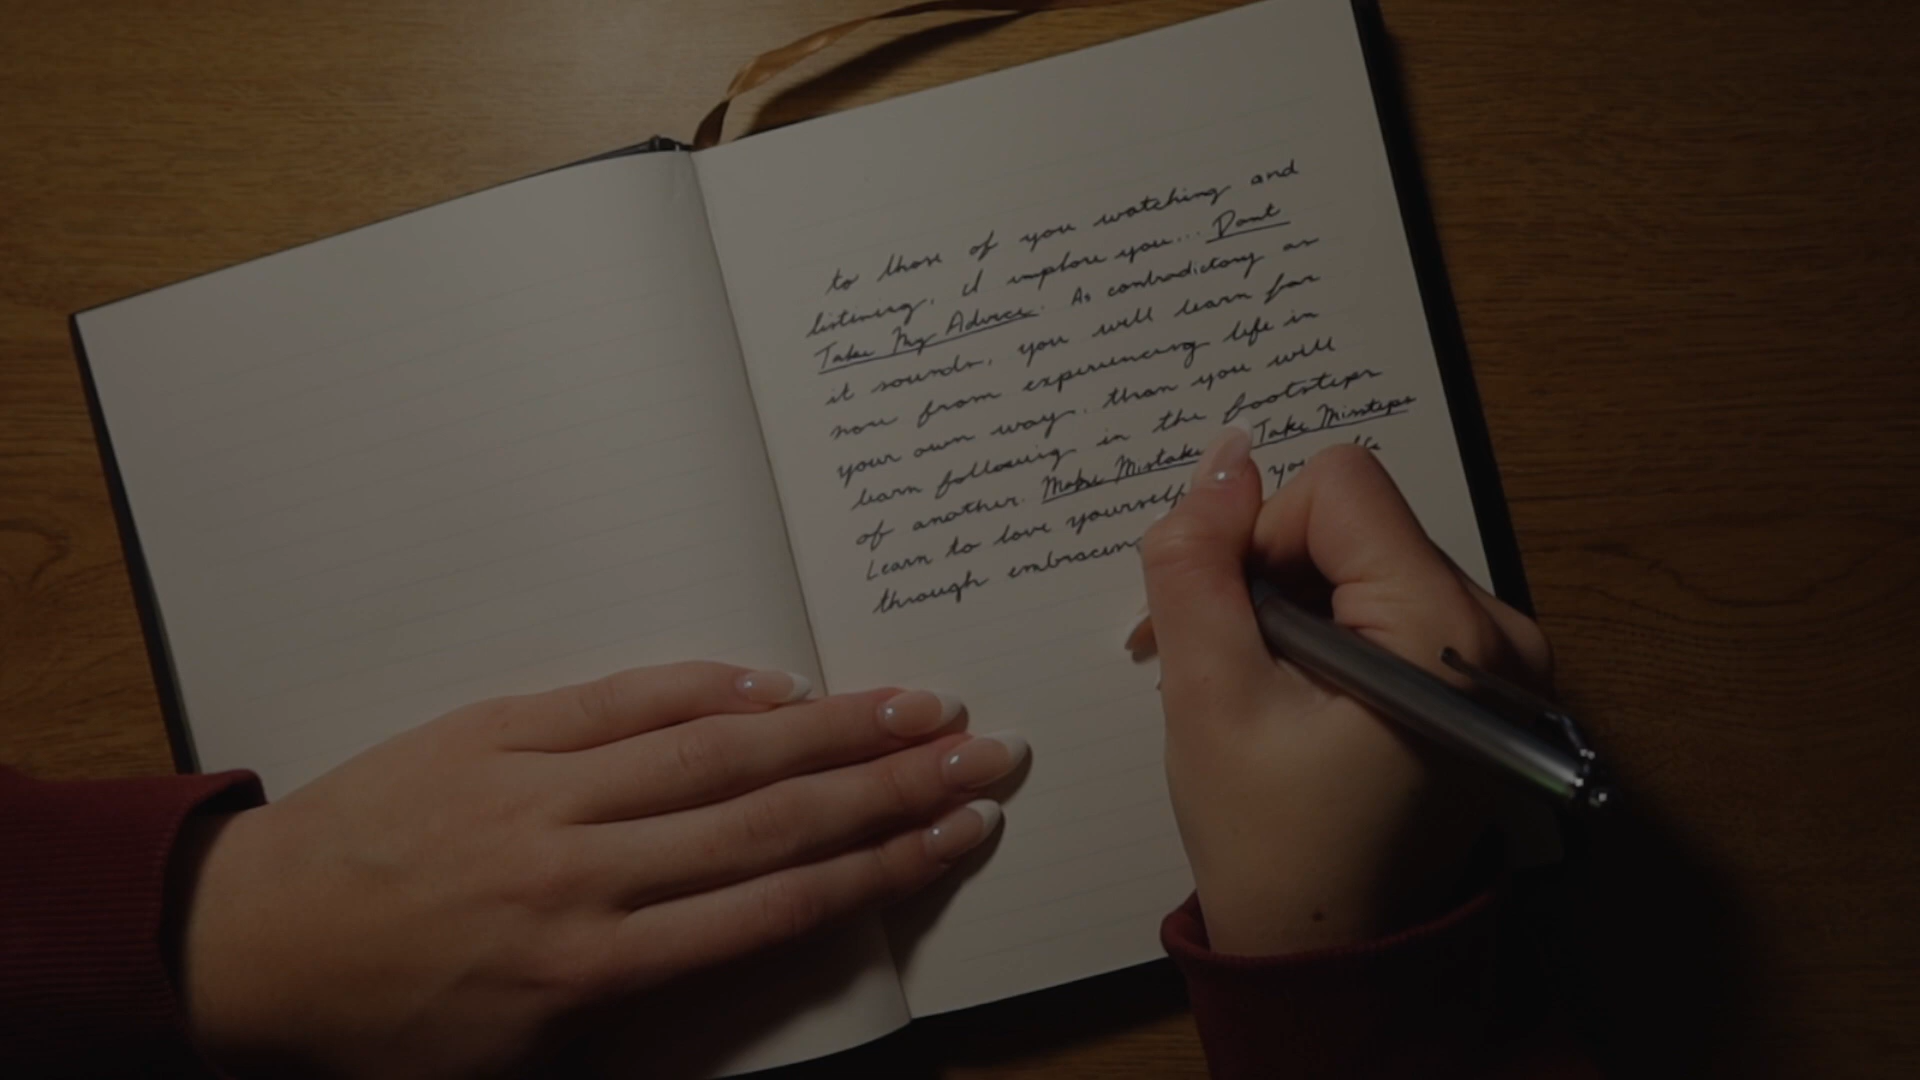 to those of you watching and
listening, I implore you... Dont
Take My Advice. As contradictory as
it sounds, you will learn far
more from experiencing life in
your own way, than you will
learn following in the footsteps
of another. Make Mistake Take Missteps
Learn to love yourself
through embracing